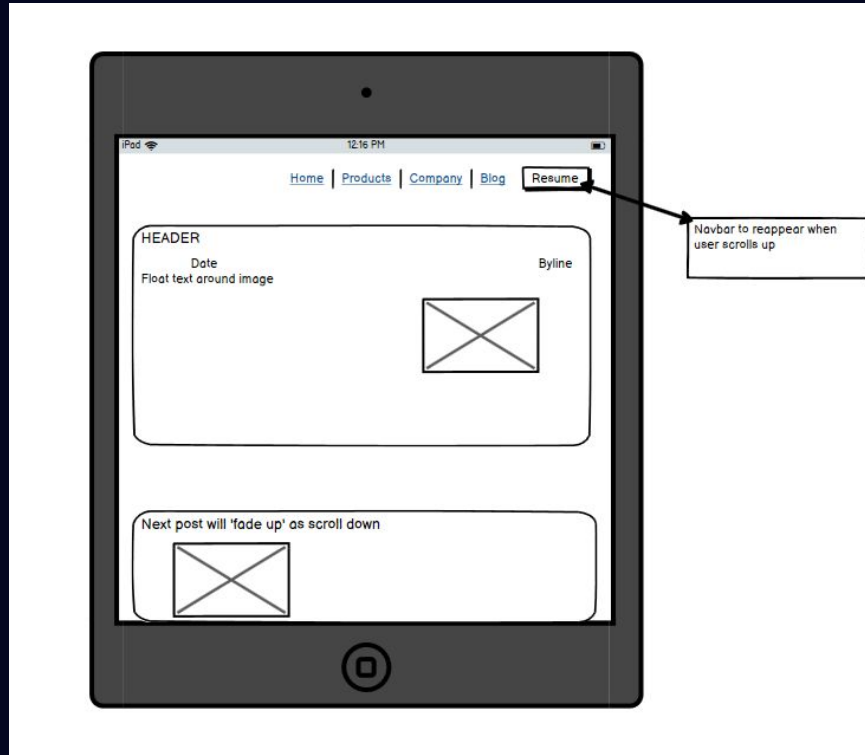 iPad 12:16 PM
Home Products Company Blog Resume
Navbar to reappear when
user scrolls up
HEADER
Date Byline
Float text around image
Next post will 'fade up' as scroll down